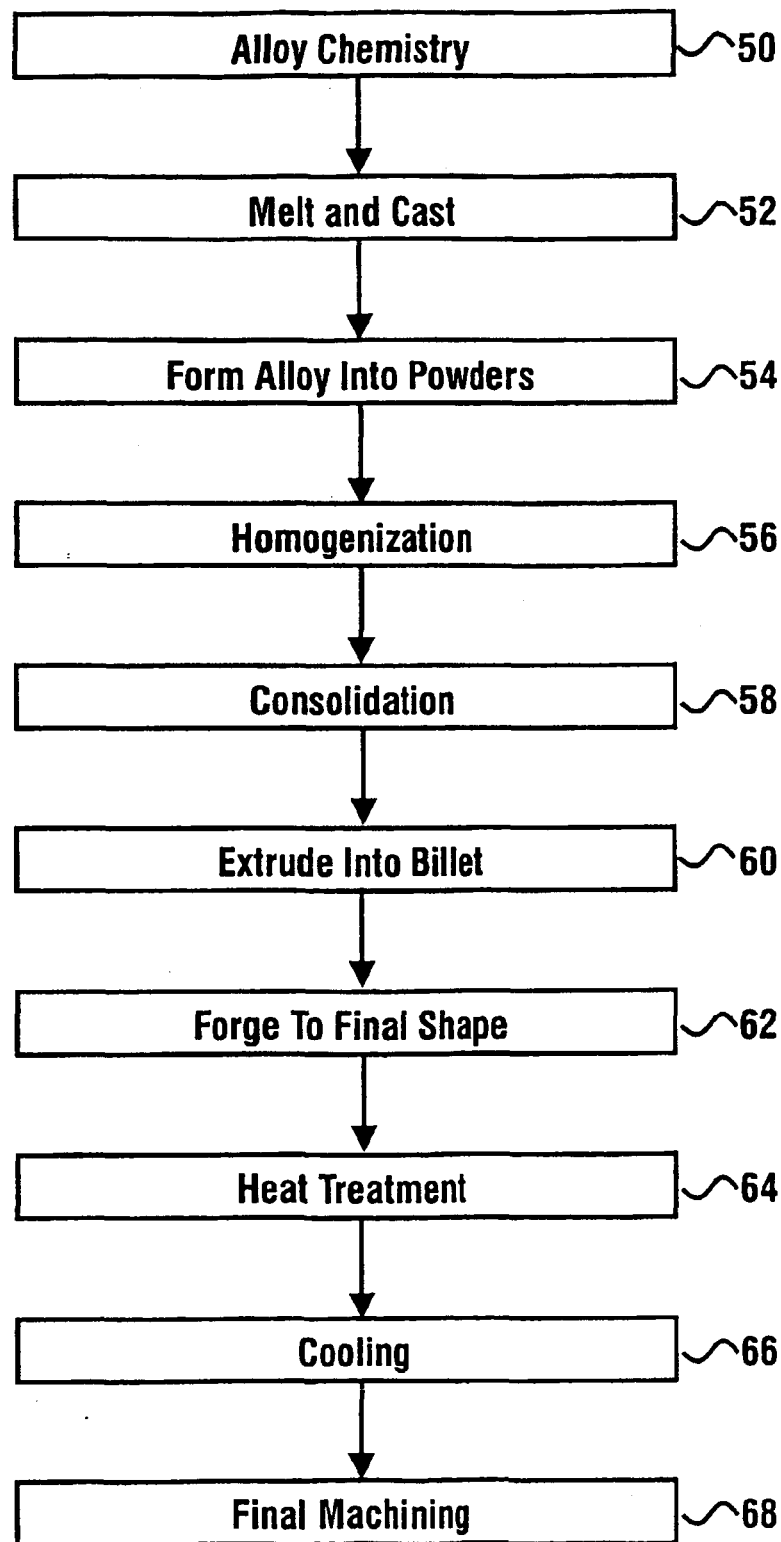 Alloy Chemistry 50
Melt and Cast 52
Form Alloy Into Powders 54
Homogenization 56
Consolidation 58
Extrude Into Billet 60
Forge To Final Shape 62
Heat Treatment 64
Cooling 66
Final Machining 68